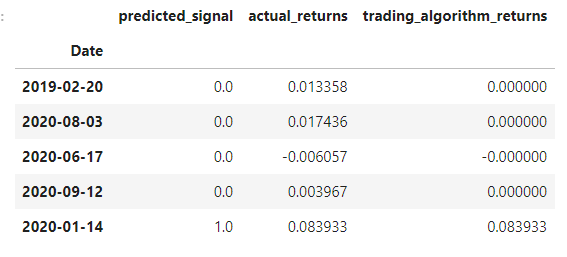 : predicted_signal actual_returns trading_algorithm_returns
Date
2019-02-20 0.0 0.013358 0.000000
2020-08-03 0.0 0.017436 0.000000
2020-06-17 0.0 -0.006057 -0.000000
2020-09-12 0.0 0.003967 0.000000
2020-01-14 1.0 0.083933 0.083933